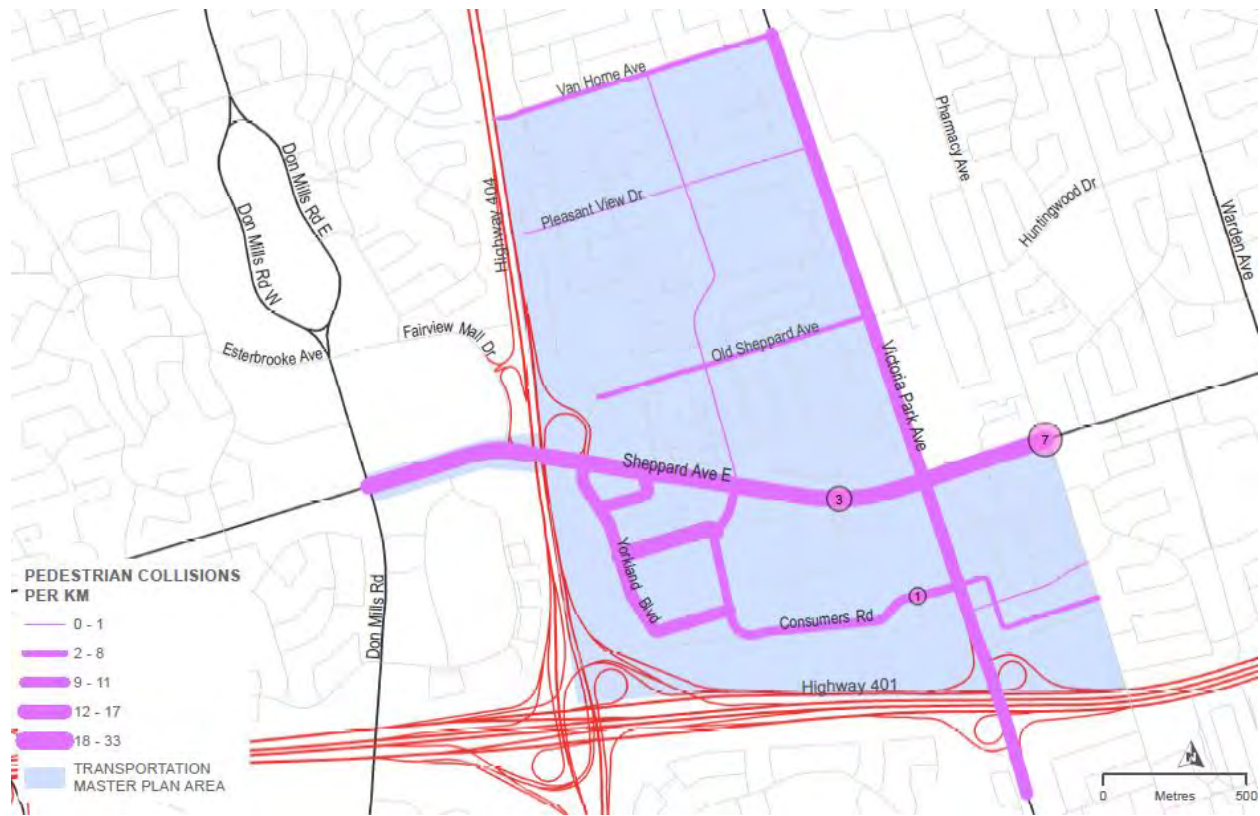 Van Horne Ave
Don Mills Rd E
Highway 404
Pharmacy Ave
Pleasant View Dr
Huntingwood Dr
Warden Ave
Don Mills Rd W
Fairview Mall Dr
Old Sheppard Ave
Esterbrooke Ave
Victoria Park Ave
7
Sheppard Ave E
3
Yorkland Blvd
1
Consumers Rd
Don Mills Rd
Highway 401
PEDESTRIAN COLLISIONS
PER KM
0 - 1
2 - 8
9 - 11
12 - 17
18 - 33
TRANSPORTATION
MASTER PLAN AREA
N
0 Metres 500